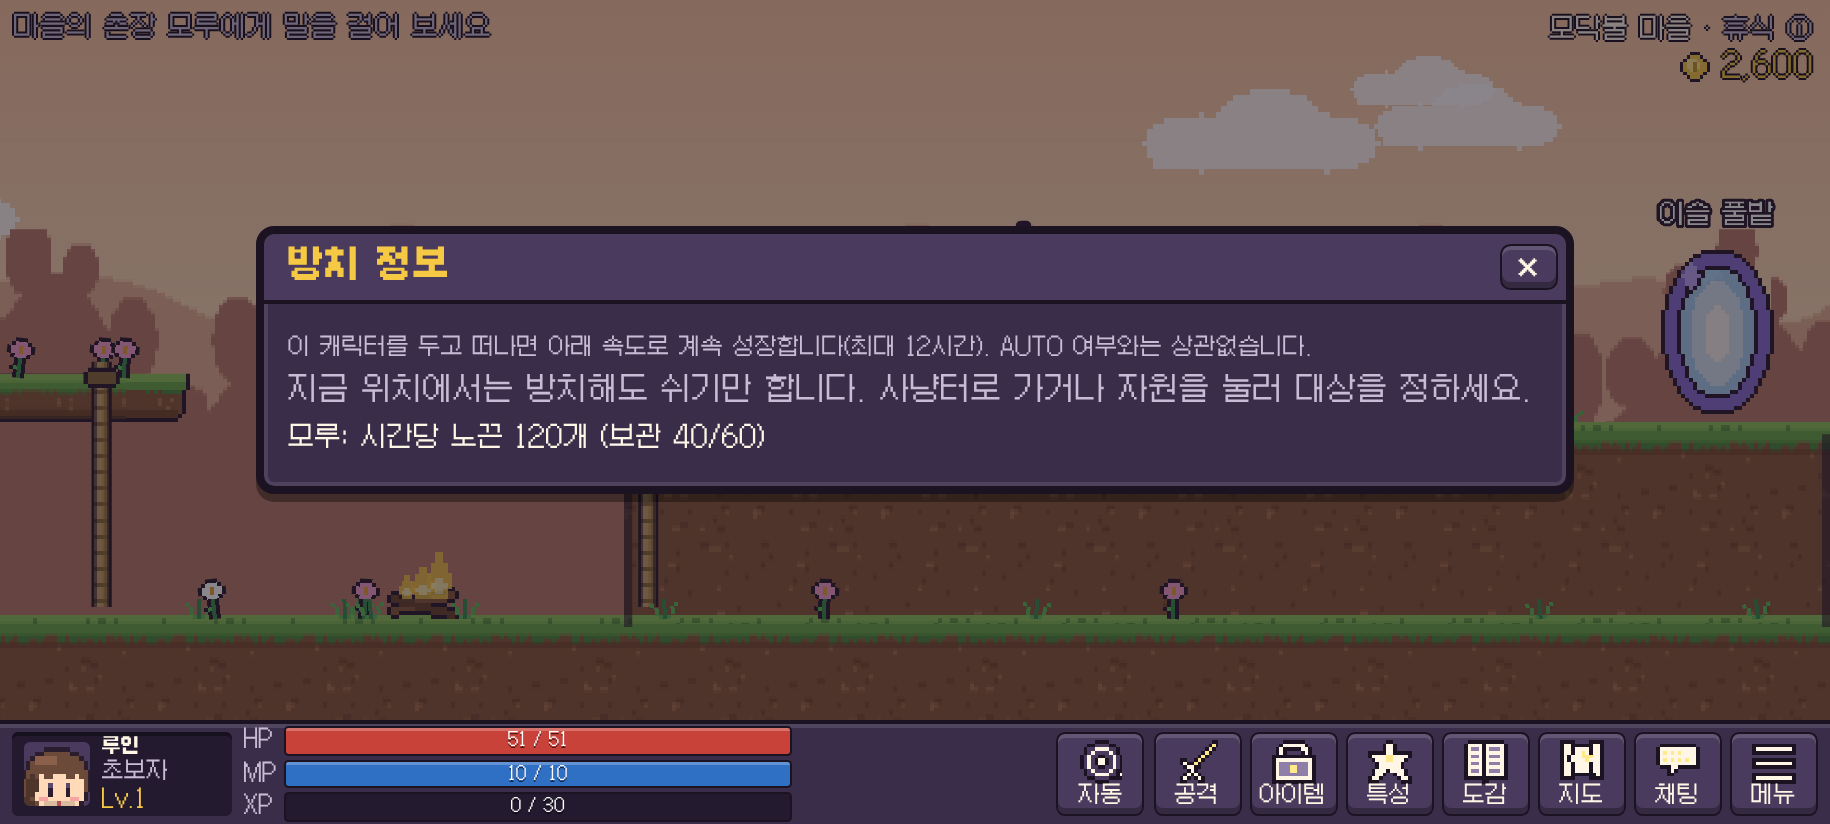 마을의 촌장 모루에게 말을 걸어 보세요
모닥불 마을 · 휴식 ⓘ
2,600
이슬 풀밭
방치 정보
이 캐릭터를 두고 떠나면 아래 속도로 계속 성장합니다(최대 12시간). AUTO 여부와는 상관없습니다.
지금 위치에서는 방치해도 쉬기만 합니다. 사냥터로 가거나 자원을 눌러 대상을 정하세요.
모루: 시간당 노끈 120개 (보관 40/60)
루인
초보자
Lv.1
HP 51 / 51
MP 10 / 10
XP 0 / 30
자동 공격 아이템 특성 도감 지도 채팅 메뉴